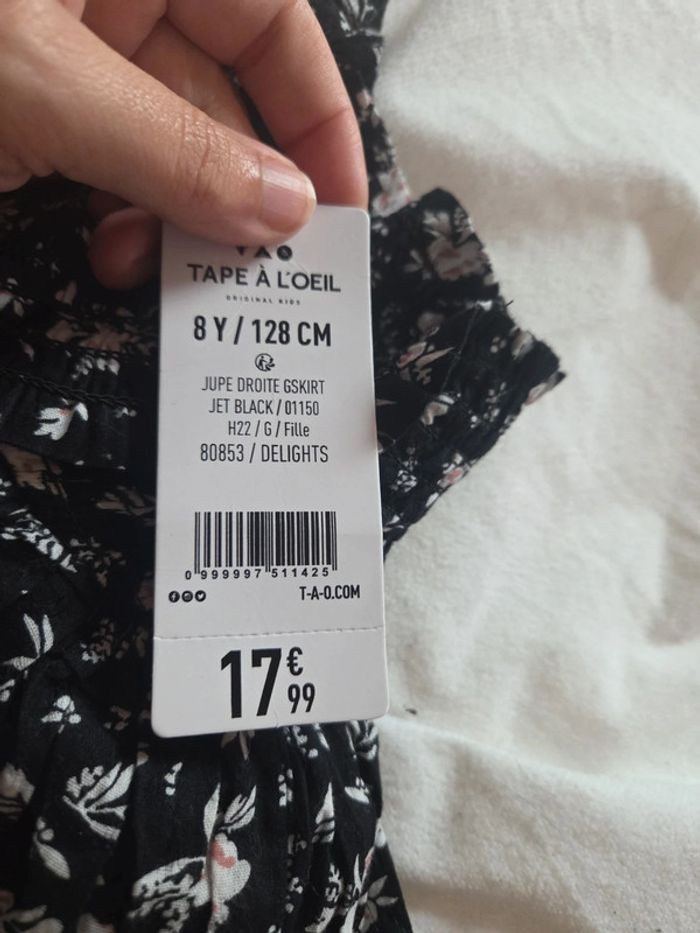 TAO
TAPE À L'OEIL
ORIGINAL KIDS
8 Y / 128 CM
JUPE DROITE GSKIRT
JET BLACK / 01150
H22 / G / Fille
80853 / DELIGHTS
0 999997 511425
T-A-O.COM
17€99